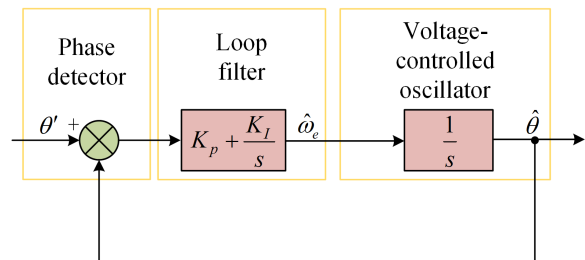 Phase
detector
Loop
filter
Voltage-
controlled
oscillator
θ′ +
K_p + K_I/s
ω̂_e
1/s
θ̂